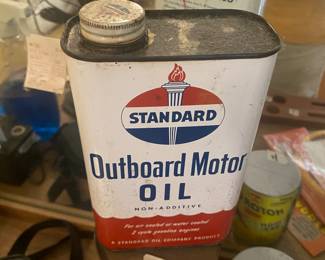 STANDARD
Outboard Motor
OIL
NON-ADDITIVE
For air cooled or water cooled
2 cycle gasoline engines
A STANDARD OIL COMPANY PRODUCT